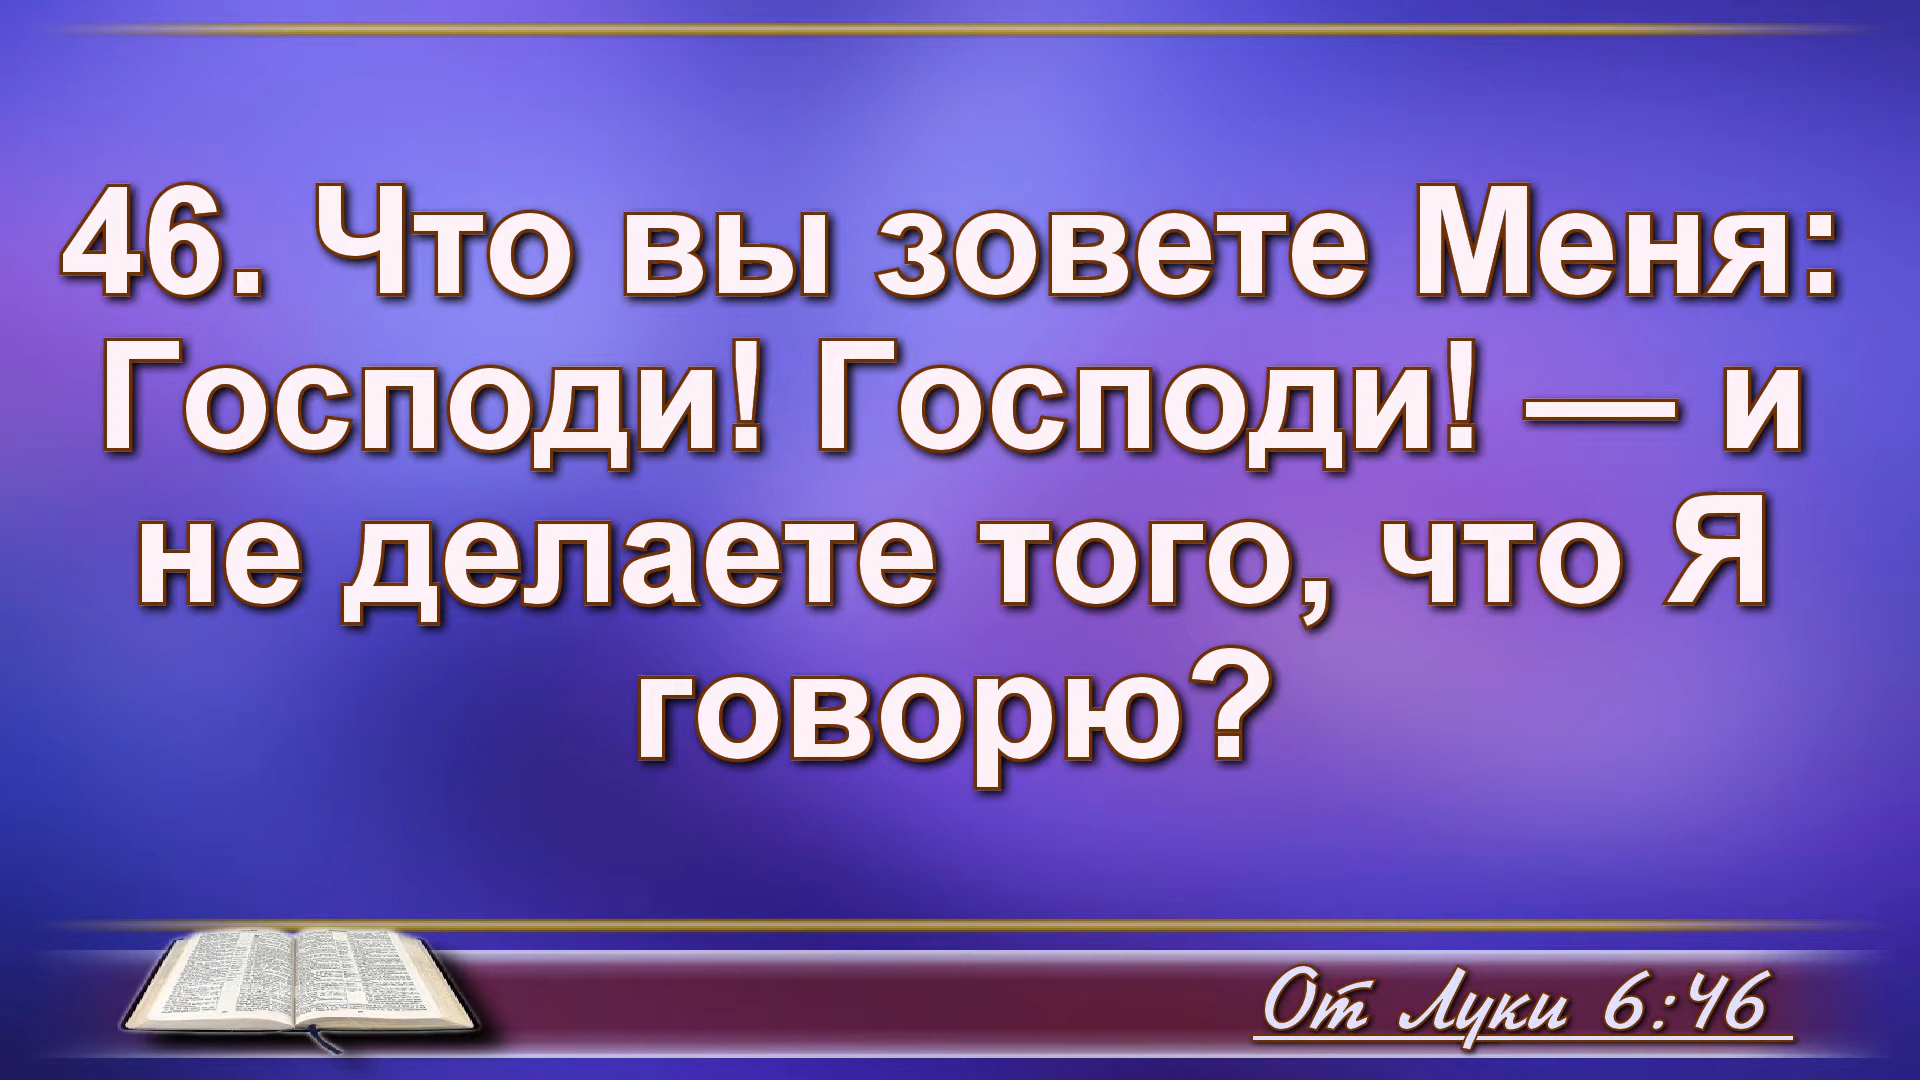 46. Что вы зовете Меня:
Господи! Господи! — и
не делаете того, что Я
говорю?
От Луки 6:46